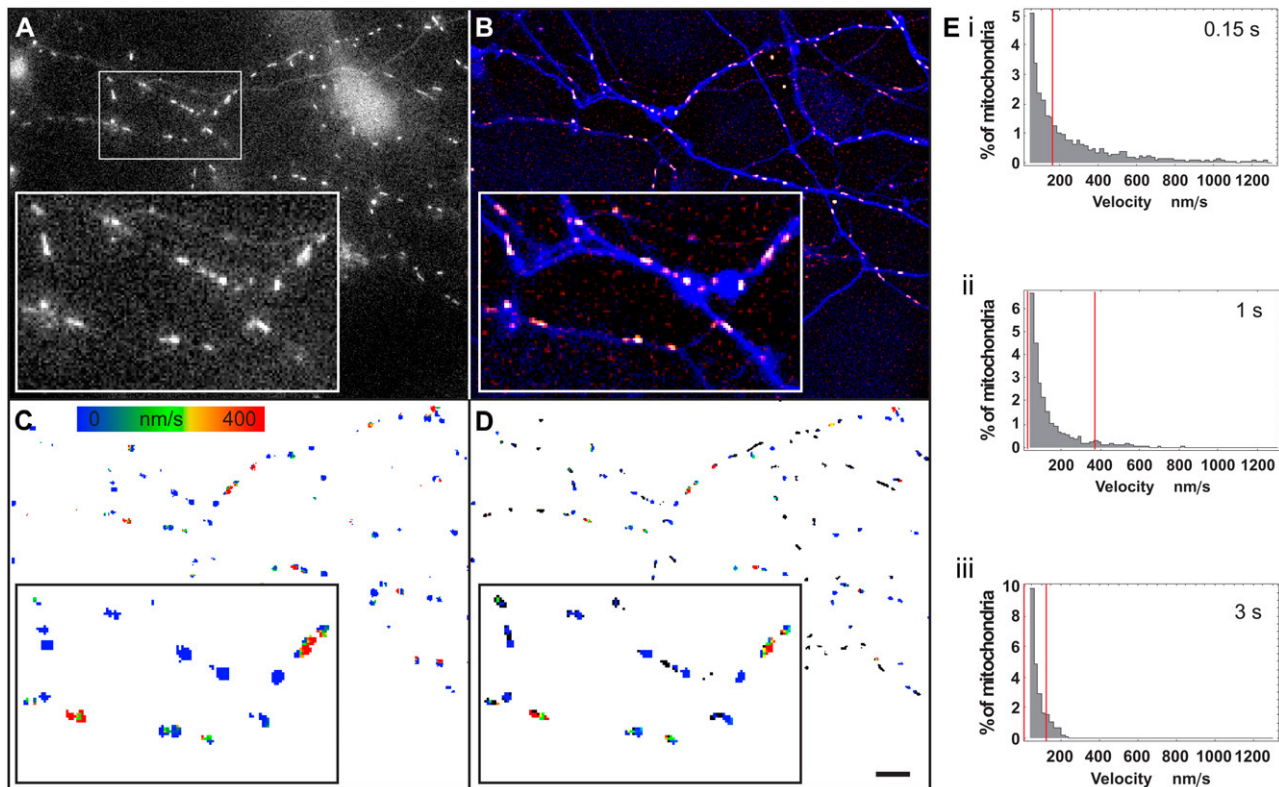 A
B
C
0 nm/s 400
D
E i
0.15 s
% of mitochondria
5
4
3
2
1
0
200 400 600 800 1000 1200
Velocity nm/s
ii
1 s
% of mitochondria
6
5
4
3
2
1
0
200 400 600 800 1000 1200
Velocity nm/s
iii
3 s
% of mitochondria
10
8
6
4
2
0
200 400 600 800 1000 1200
Velocity nm/s